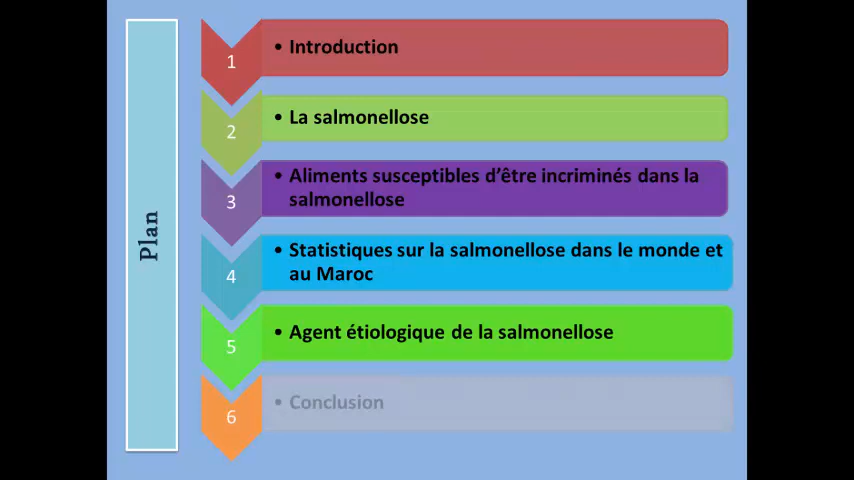 Plan
1
• Introduction
2
• La salmonellose
3
• Aliments susceptibles d'être incriminés dans la
salmonellose
4
• Statistiques sur la salmonellose dans le monde et
au Maroc
5
• Agent étiologique de la salmonellose
6
• Conclusion